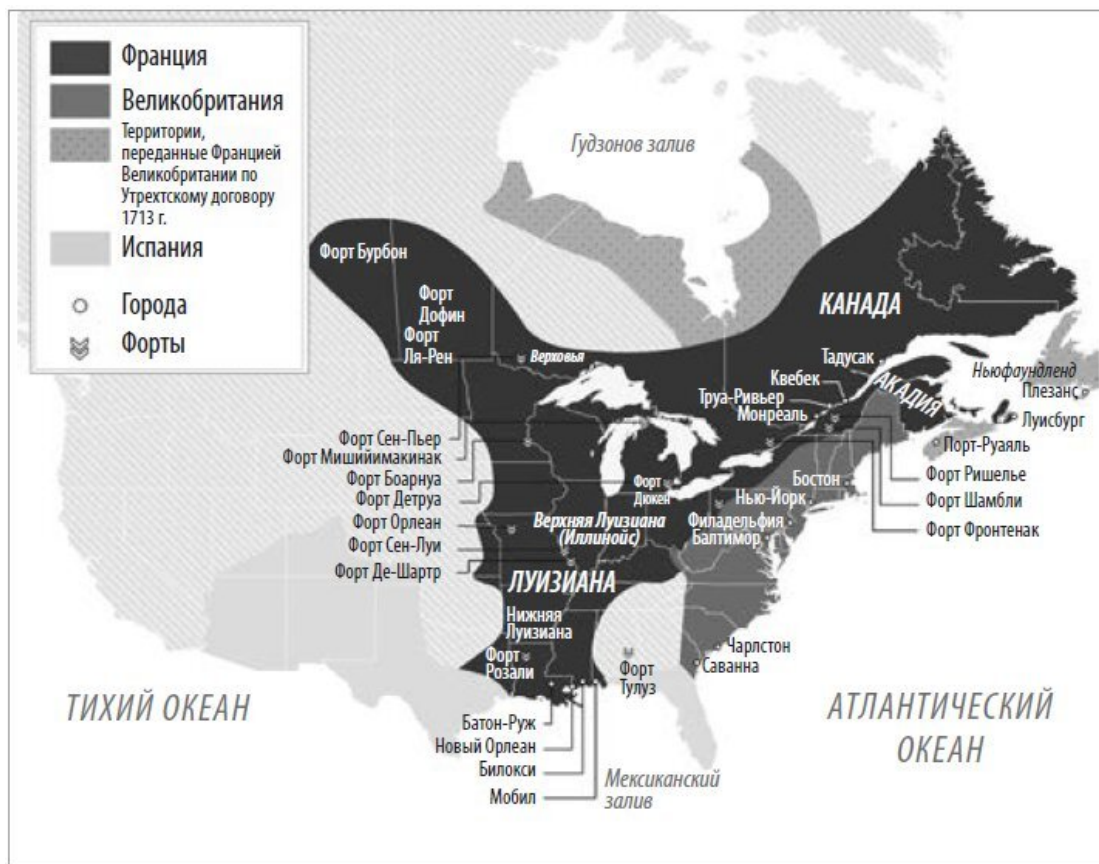 Франция
Великобритания
Территории,
переданные Францией
Великобритании по
Утрехтскому договору
1713 г.
Испания
Города
Форты
Гудзонов залив
Форт Бурбон
Форт
Дофин
Форт
Ля-Рен
Верховья
КАНАДА
Тадусак
Квебек
АКАДИЯ
Ньюфаундленд
Плезанс
Труа-Ривьер
Монреаль
Луисбург
Порт-Руаяль
Форт Сен-Пьер
Форт Мишийимакинак
Форт Боарнуа
Форт Детруа
Форт Орлеан
Форт Сен-Луи
Форт Де-Шартр
Форт
Дюкен
Бостон
Нью-Йорк
Филадельфия
Балтимор
Форт Ришелье
Форт Шамбли
Форт Фронтенак
Верхняя Луизиана
(Иллинойс)
ЛУИЗИАНА
Нижняя
Луизиана
Форт
Розали
Форт
Тулуз
Чарлстон
Саванна
ТИХИЙ ОКЕАН
АТЛАНТИЧЕСКИЙ
ОКЕАН
Батон-Руж
Новый Орлеан
Билокси
Мобил
Мексиканский
залив